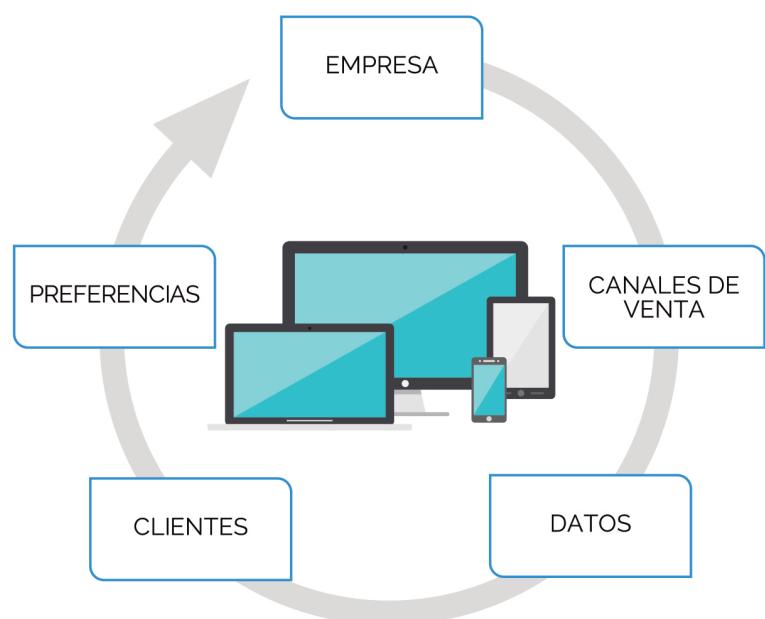 EMPRESA
CANALES DE
VENTA
DATOS
CLIENTES
PREFERENCIAS